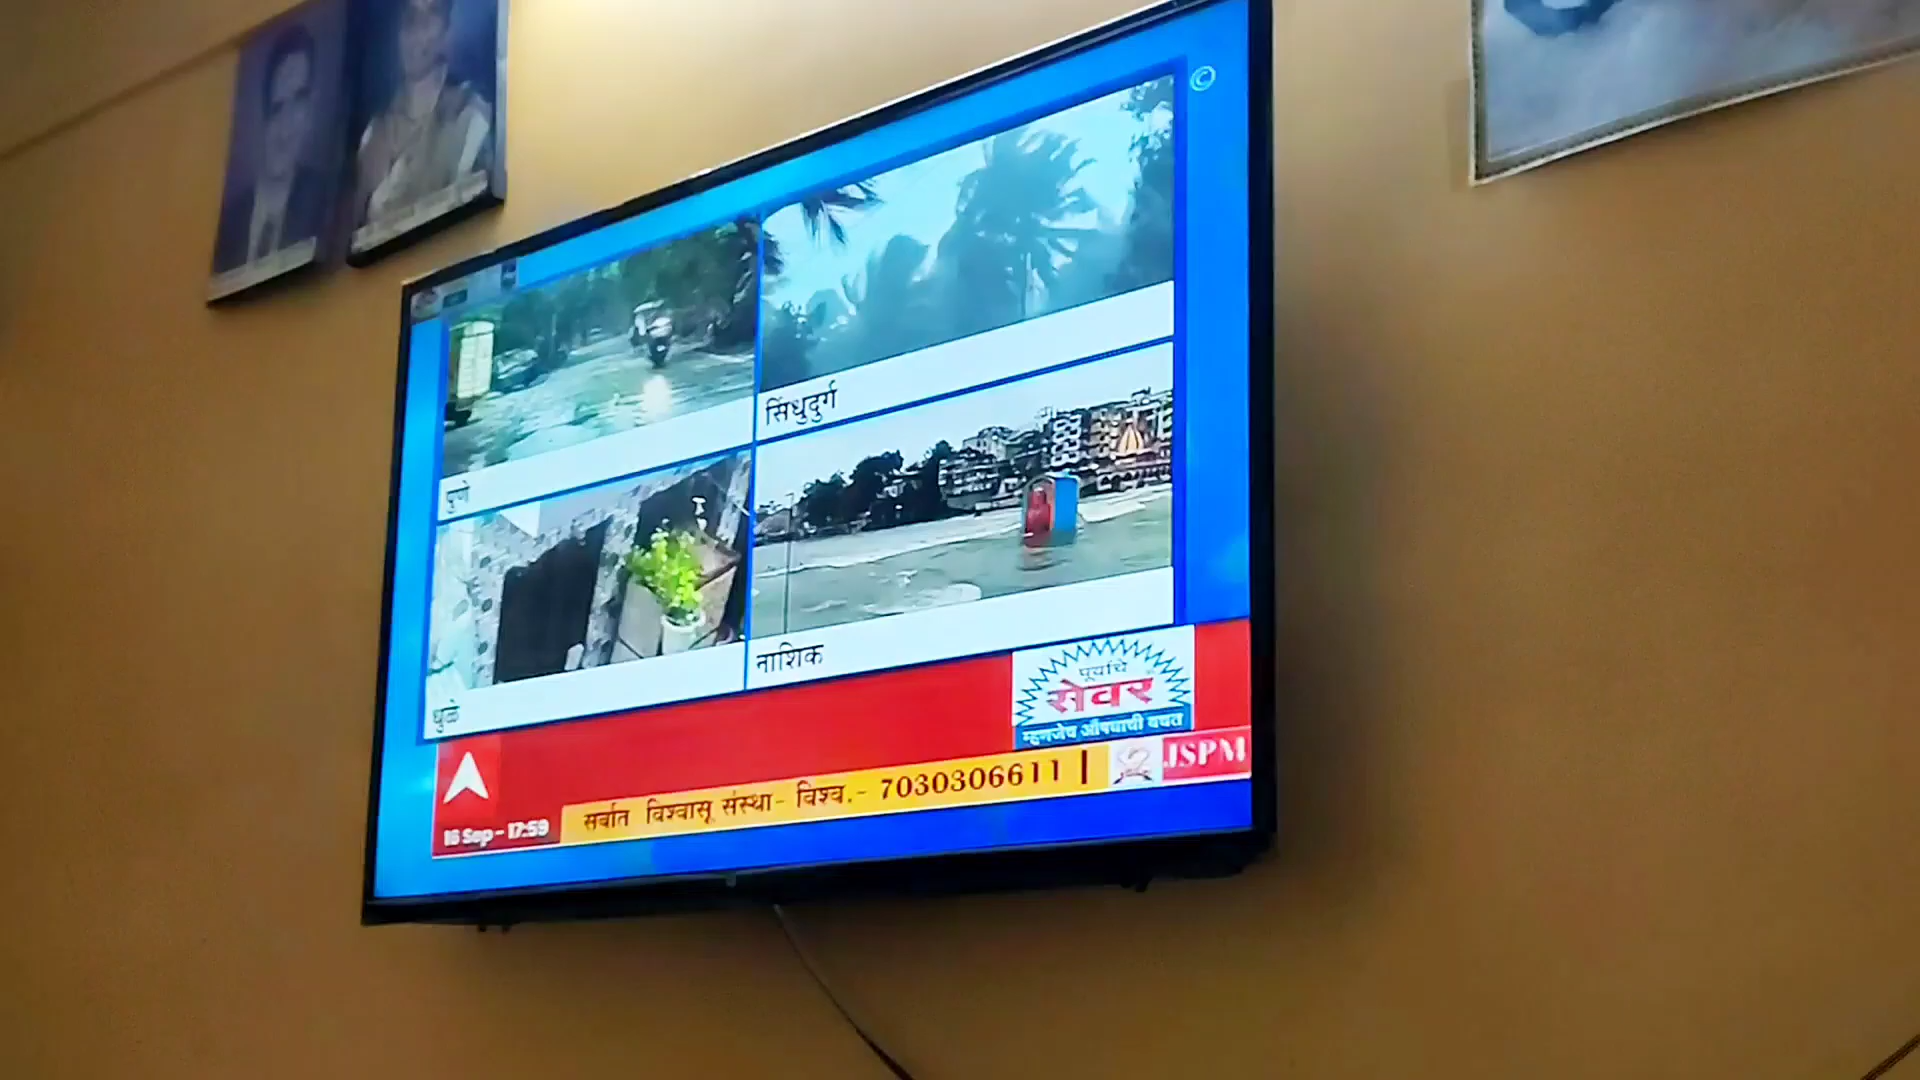 ©
सिंधुदुर्ग
पुणे
नाशिक
धुळे
पूर्वाचे
सेवर
म्हणजेच औषधाची बचत
सर्वात विश्वासू संस्था- विश्व.- 7030306611
JSPM
16 Sep - 17:59